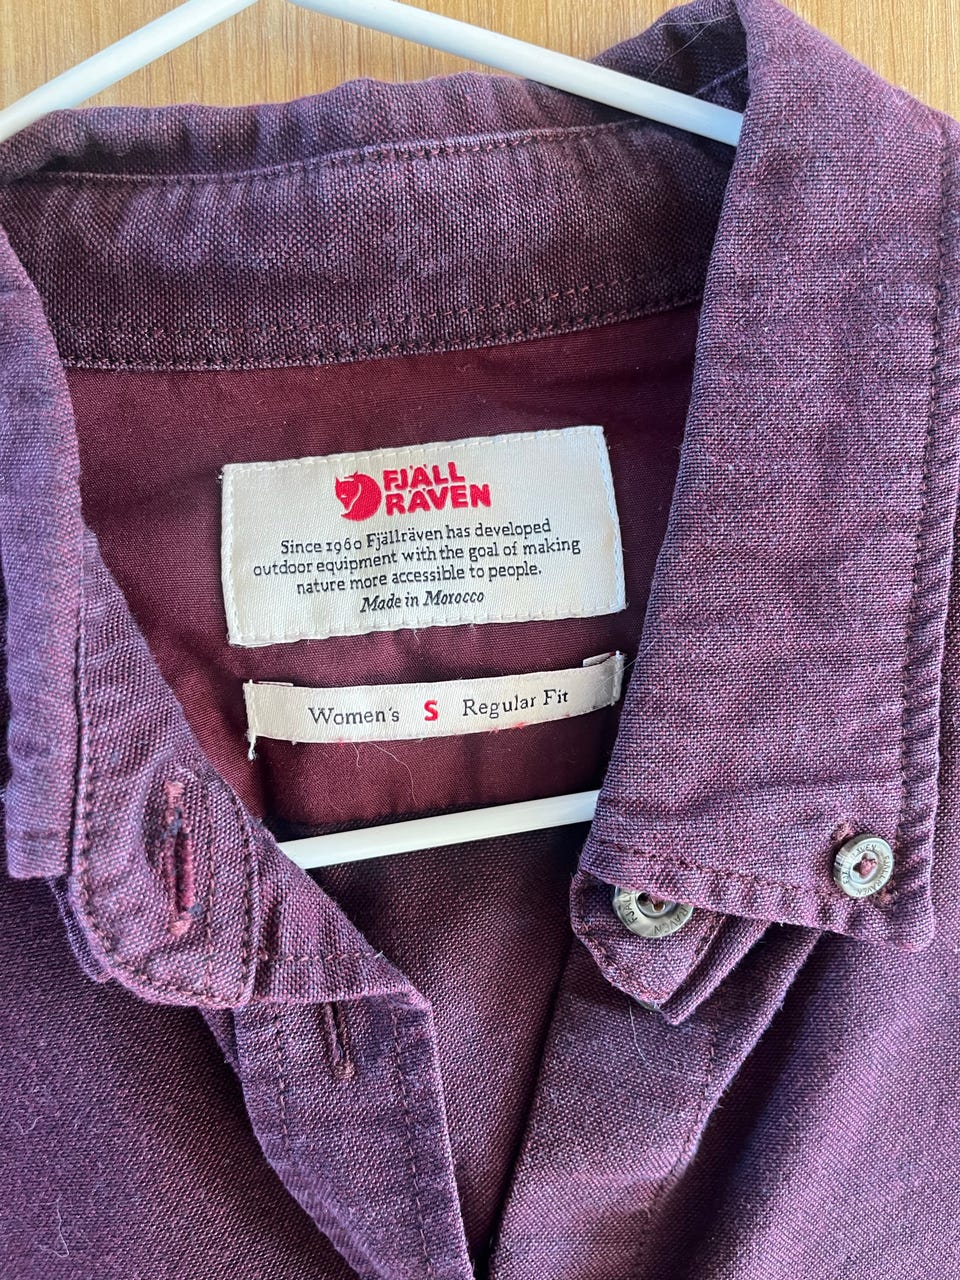 FJÄLL
RÄVEN
Since 1960 Fjällräven has developed
outdoor equipment with the goal of making
nature more accessible to people.
Made in Morocco
Women's S Regular Fit
FJÄLLRÄVEN